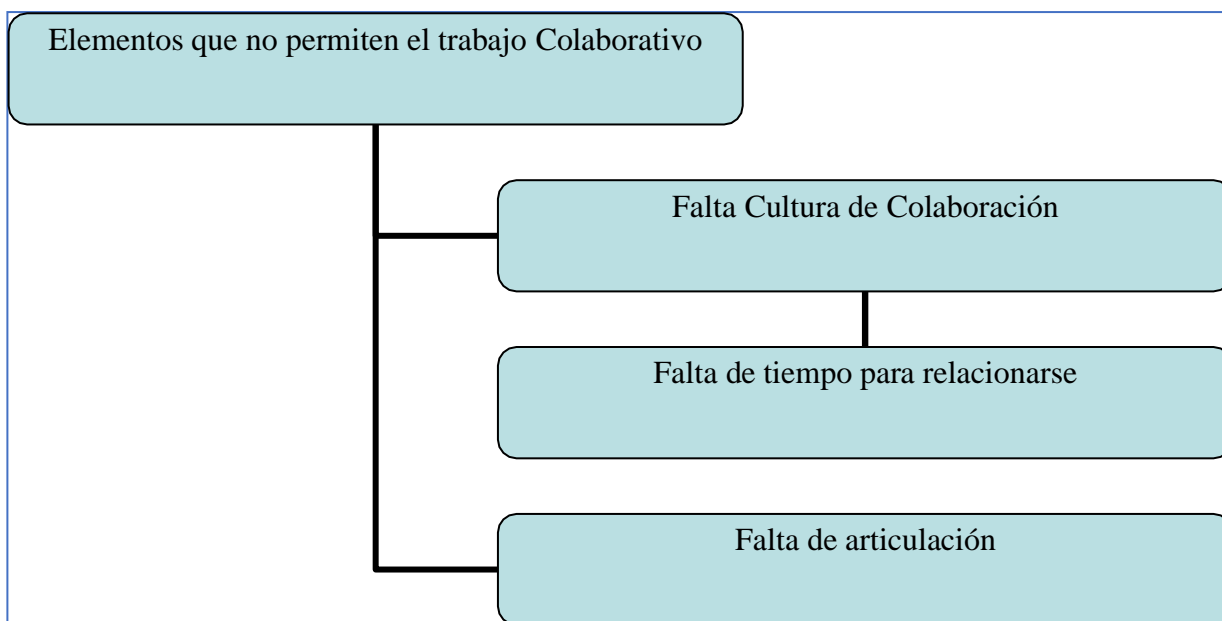 Elementos que no permiten el trabajo Colaborativo
Falta Cultura de Colaboración
Falta de tiempo para relacionarse
Falta de articulación